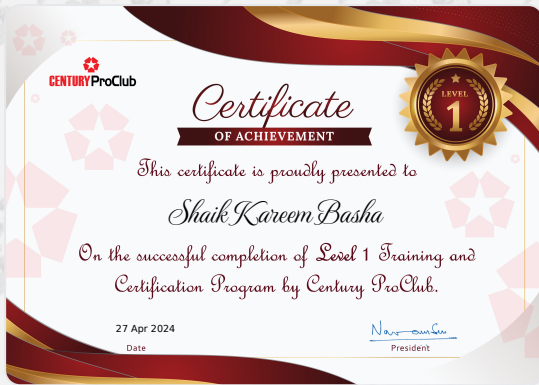 CENTURY ProClub
LEVEL
1
Certificate
OF ACHIEVEMENT
This certificate is proudly presented to
Shaik Kareem Basha
On the successful completion of Level 1 Training and
Certification Program by Century ProClub.
27 Apr 2024
Date
President